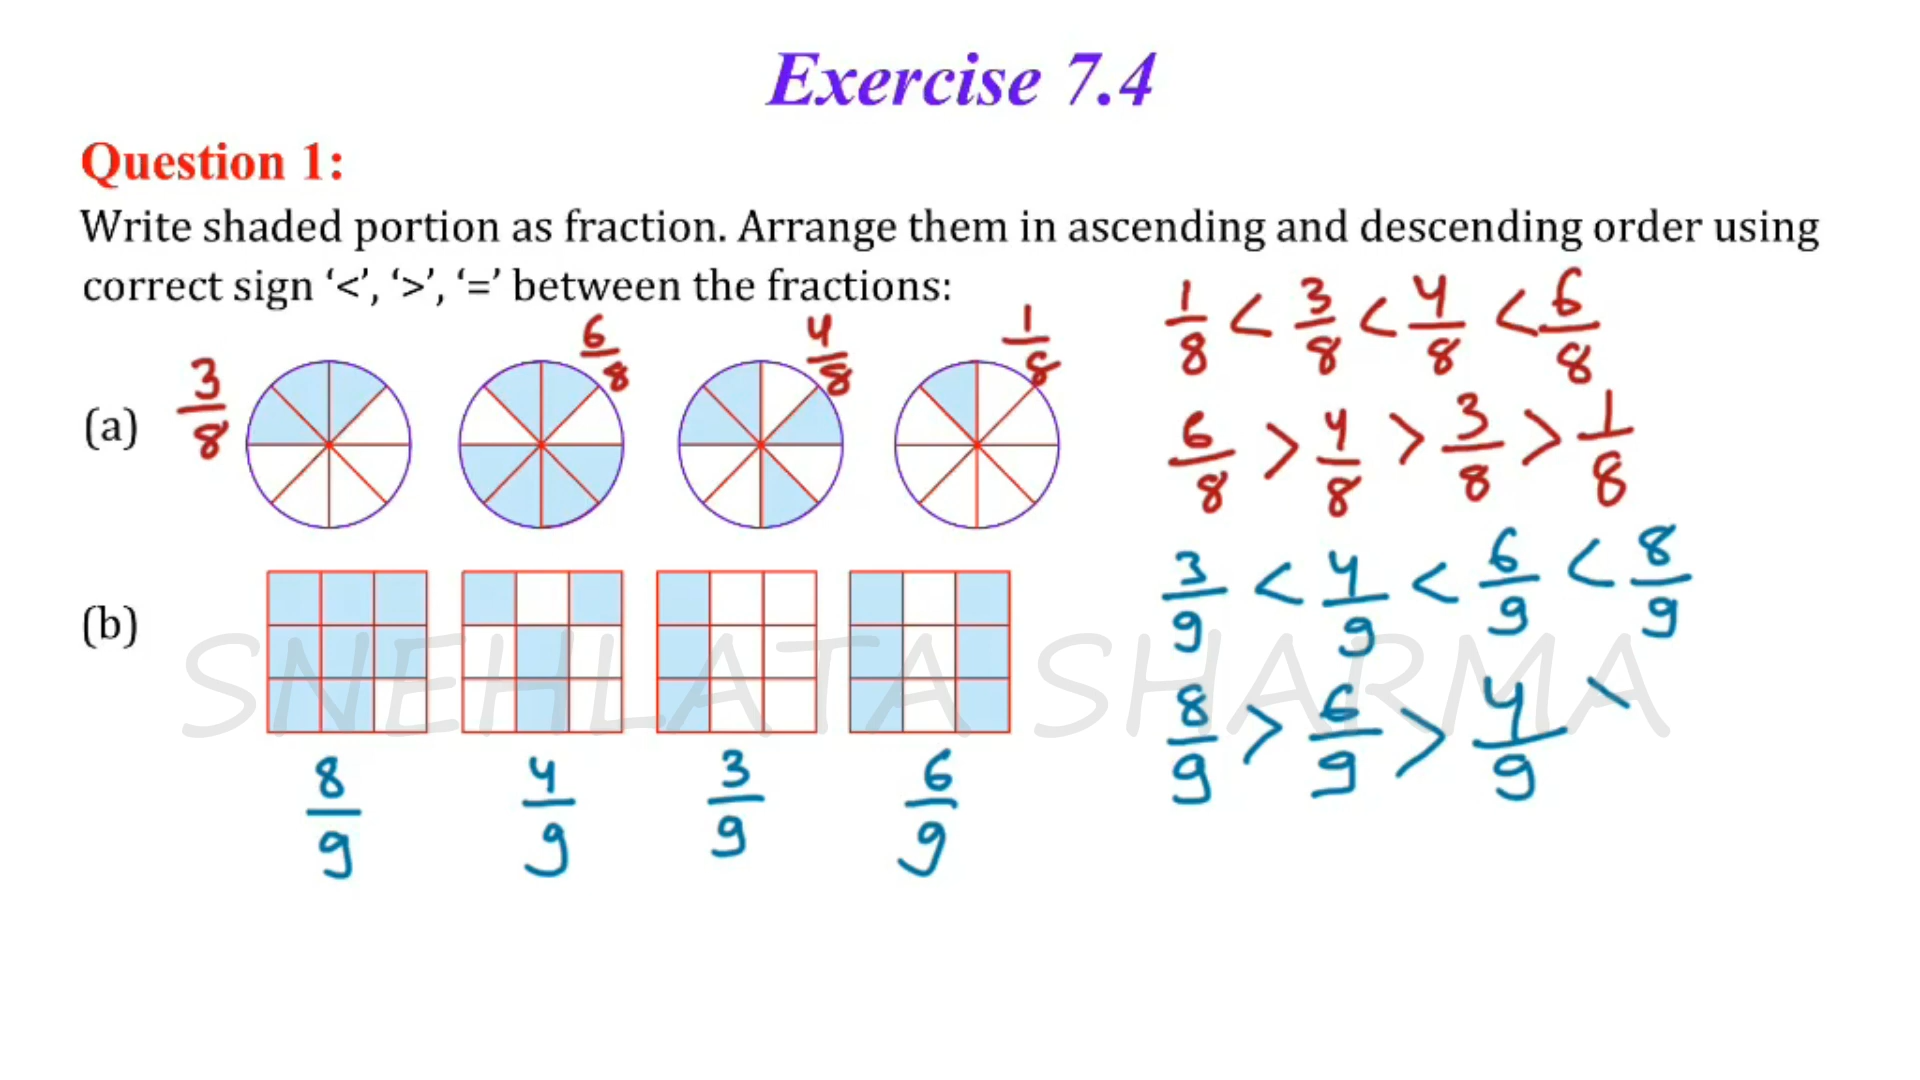 Exercise 7.4
Question 1:
Write shaded portion as fraction. Arrange them in ascending and descending order using
correct sign ‘<’, ‘>’, ‘=’ between the fractions:
(a) 3/8 6/8 4/8 1/8
1/8 < 3/8 < 4/8 < 6/8
6/8 > 4/8 > 3/8 > 1/8
(b)
8/9 4/9 3/9 6/9
3/9 < 4/9 < 6/9 < 8/9
8/9 > 6/9 > 4/9
SNEHLATA SHARMA